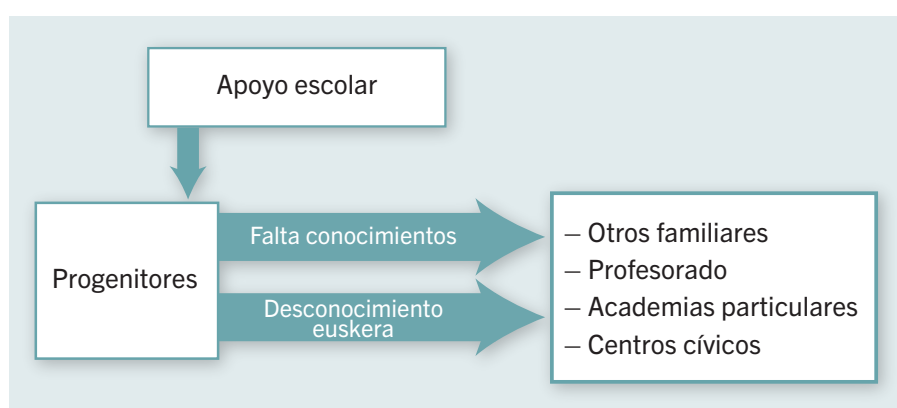 Apoyo escolar
Progenitores
Falta conocimientos
Desconocimiento
euskera
– Otros familiares
– Profesorado
– Academias particulares
– Centros cívicos